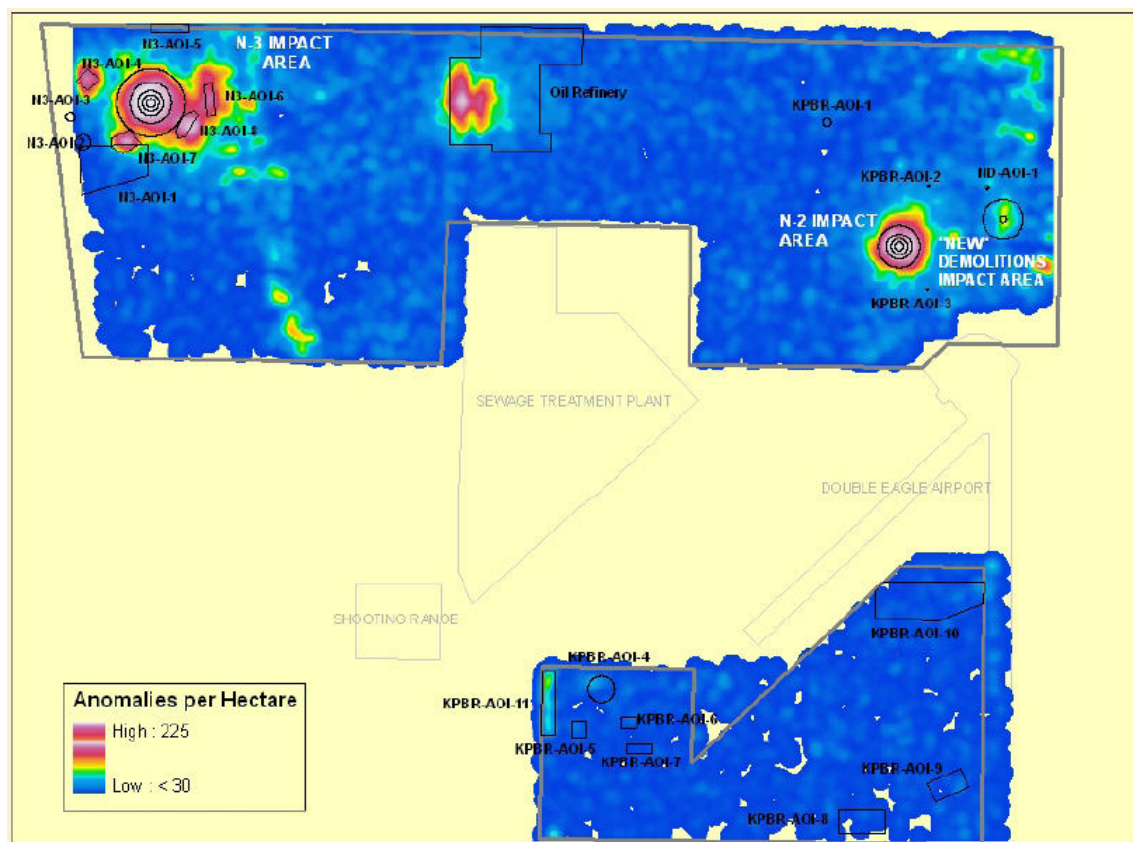 N3-AOI-5
N-3 IMPACT
AREA
N3-AOI-4
N3-AOI-3
N3-AOI-6
N3-AOI-8
N3-AOI-2
N3-AOI-7
N3-AOI-1
Oil Refinery
KPBR-AOI-1
KPBR-AOI-2
ND-AOI-1
N-2 IMPACT
AREA
"NEW"
DEMOLITIONS
IMPACT AREA
KPBR-AOI-3
SEWAGE TREATMENT PLANT
DOUBLE EAGLE AIRPORT
SHOOTING RANGE
KPBR-AOI-10
KPBR-AOI-4
KPBR-AOI-11
KPBR-AOI-6
KPBR-AOI-5
KPBR-AOI-7
KPBR-AOI-9
KPBR-AOI-8
Anomalies per Hectare
High : 225
Low : < 30